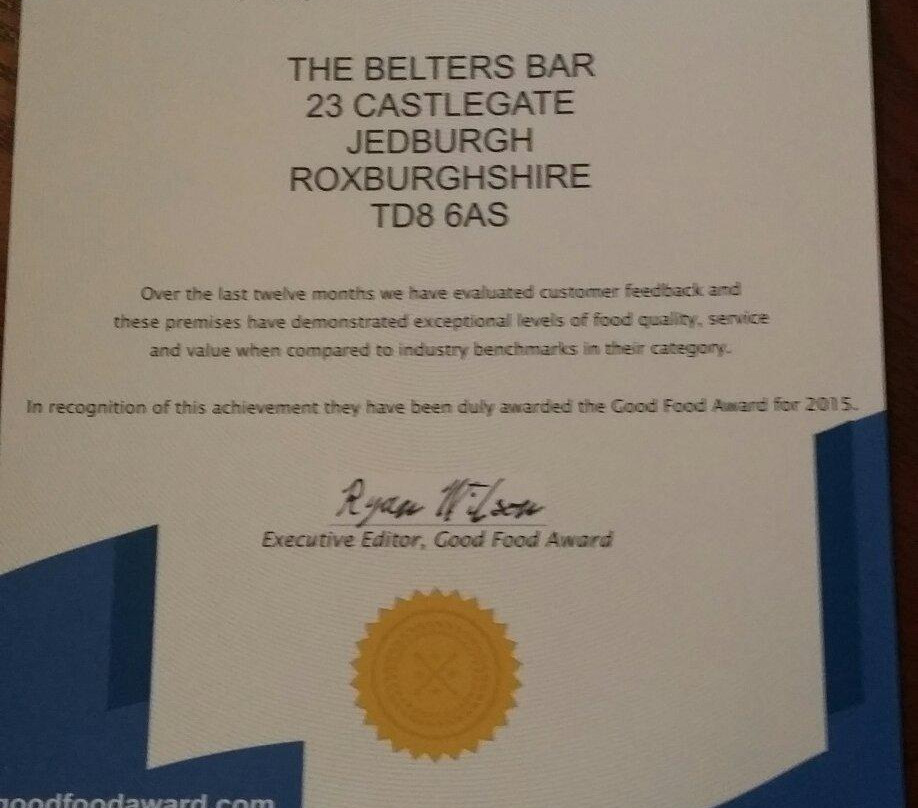 THE BELTERS BAR
23 CASTLEGATE
JEDBURGH
ROXBURGHSHIRE
TD8 6AS
Over the last twelve months we have evaluated customer feedback and
these premises have demonstrated exceptional levels of food quality, service
and value when compared to industry benchmarks in their category.
In recognition of this achievement they have been duly awarded the Good Food Award for 2015.
Ryan Wilson
Executive Editor, Good Food Award
goodfoodaward.com